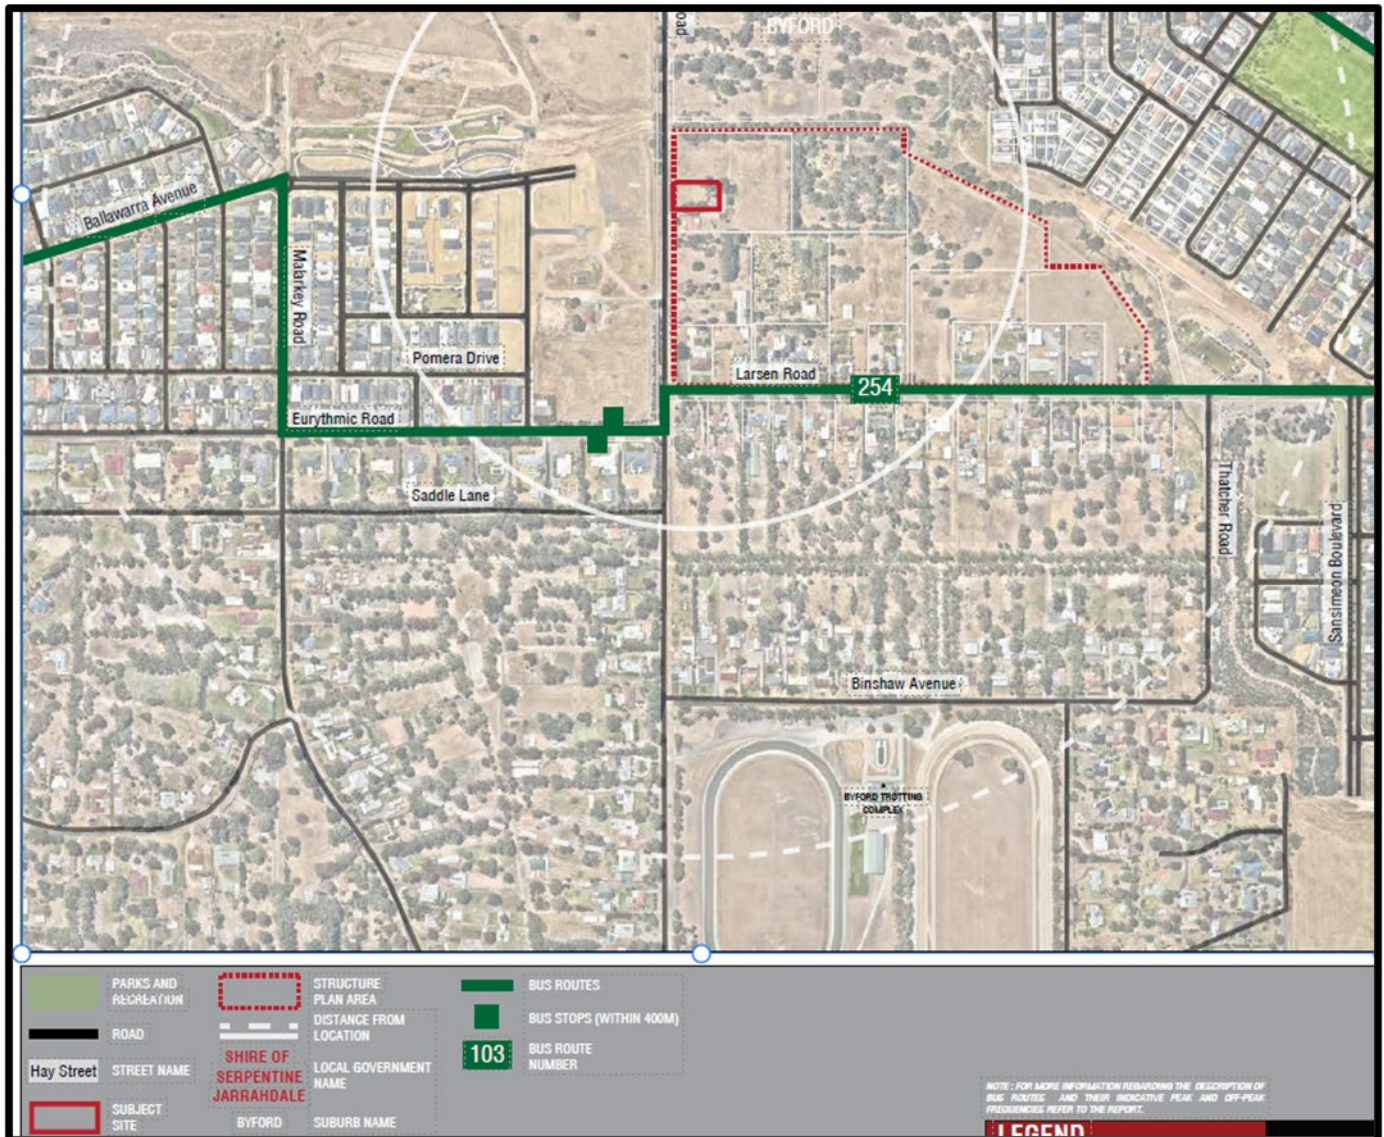 oad
BYFORD
Ballawarra Avenue
Malarkey Road
Pomera Drive
Larsen Road
254
Eurythmic Road
Saddle Lane
Thatcher Road
Sansimeon Boulevard
Binshaw Avenue
BYFORD TROTTING
COMPLEX
PARKS AND
RECREATION
ROAD
Hay Street
STREET NAME
SUBJECT
SITE
STRUCTURE
PLAN AREA
DISTANCE FROM
LOCATION
SHIRE OF
SERPENTINE
JARRAHDALE
LOCAL GOVERNMENT
NAME
BYFORD
SUBURB NAME
BUS ROUTES
BUS STOPS (WITHIN 400M)
103
BUS ROUTE
NUMBER
NOTE : FOR MORE INFORMATION REGARDING THE DESCRIPTION OF
BUS ROUTES AND THEIR INDICATIVE PEAK AND OFF-PEAK
FREQUENCIES REFER TO THE REPORT.
LEGEND